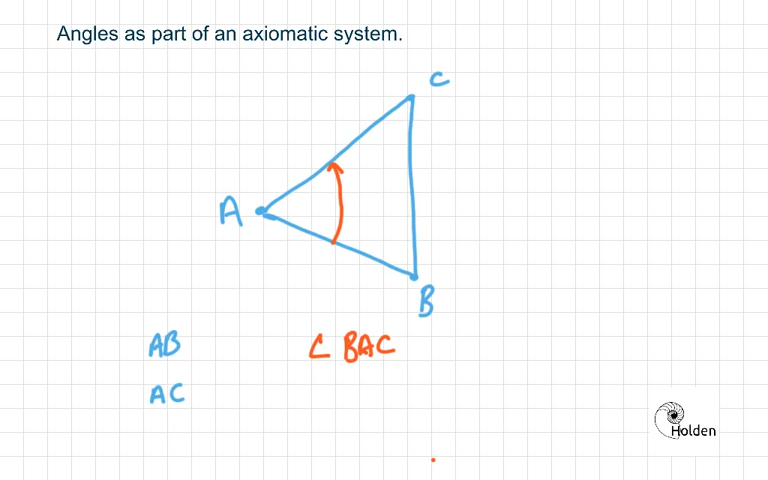 Angles as part of an axiomatic system.
C
A
B
AB
∠ BAC
AC
Holden